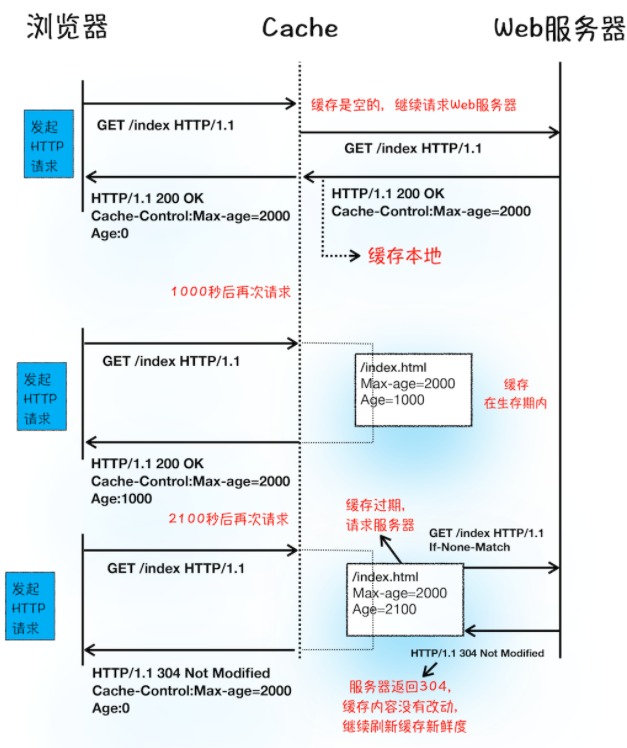 浏览器
Cache
Web服务器
缓存是空的，继续请求Web服务器
发起
HTTP
请求
GET /index HTTP/1.1
GET /index HTTP/1.1
HTTP/1.1 200 OK
Cache-Control:Max-age=2000
Age:0
HTTP/1.1 200 OK
Cache-Control:Max-age=2000
缓存本地
1000秒后再次请求
发起
HTTP
请求
GET /index HTTP/1.1
/index.html
Max-age=2000
Age=1000
缓存
在生存期内
HTTP/1.1 200 OK
Cache-Control:Max-age=2000
Age:1000
2100秒后再次请求
缓存过期，
请求服务器
GET /index HTTP/1.1
If-None-Match
发起
HTTP
请求
GET /index HTTP/1.1
/index.html
Max-age=2000
Age=2100
HTTP/1.1 304 Not Modified
HTTP/1.1 304 Not Modified
Cache-Control:Max-age=2000
Age:0
服务器返回304，
缓存内容没有改动，
继续刷新缓存新鲜度